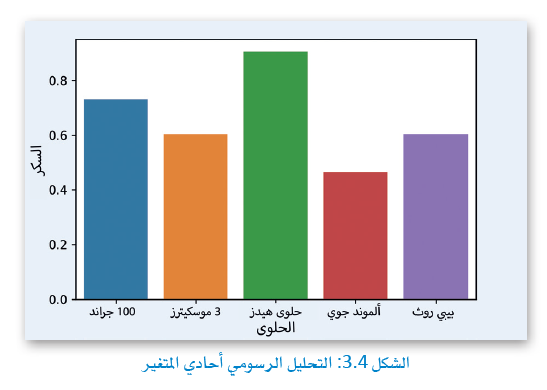 0.8
0.6
0.4
0.2
0.0
السكر
100 جراند
3 موسكيترز
حلوى هيدز
ألموند جوي
بيبي روث
الحلوى
الشكل 3.4: التحليل الرسومي أحادي المتغير